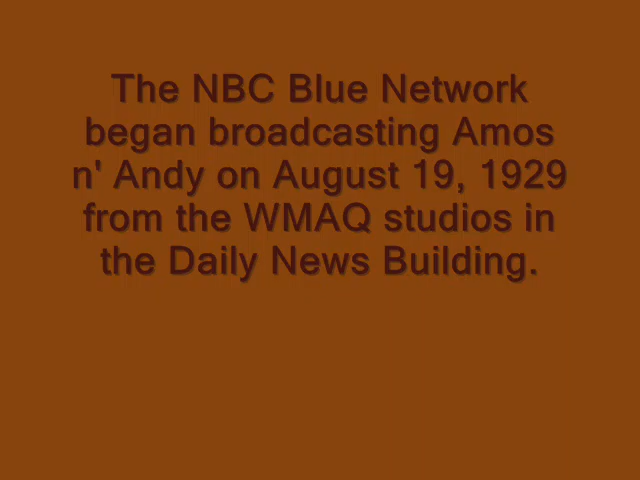 The NBC Blue Network
began broadcasting Amos
n' Andy on August 19, 1929
from the WMAQ studios in
the Daily News Building.